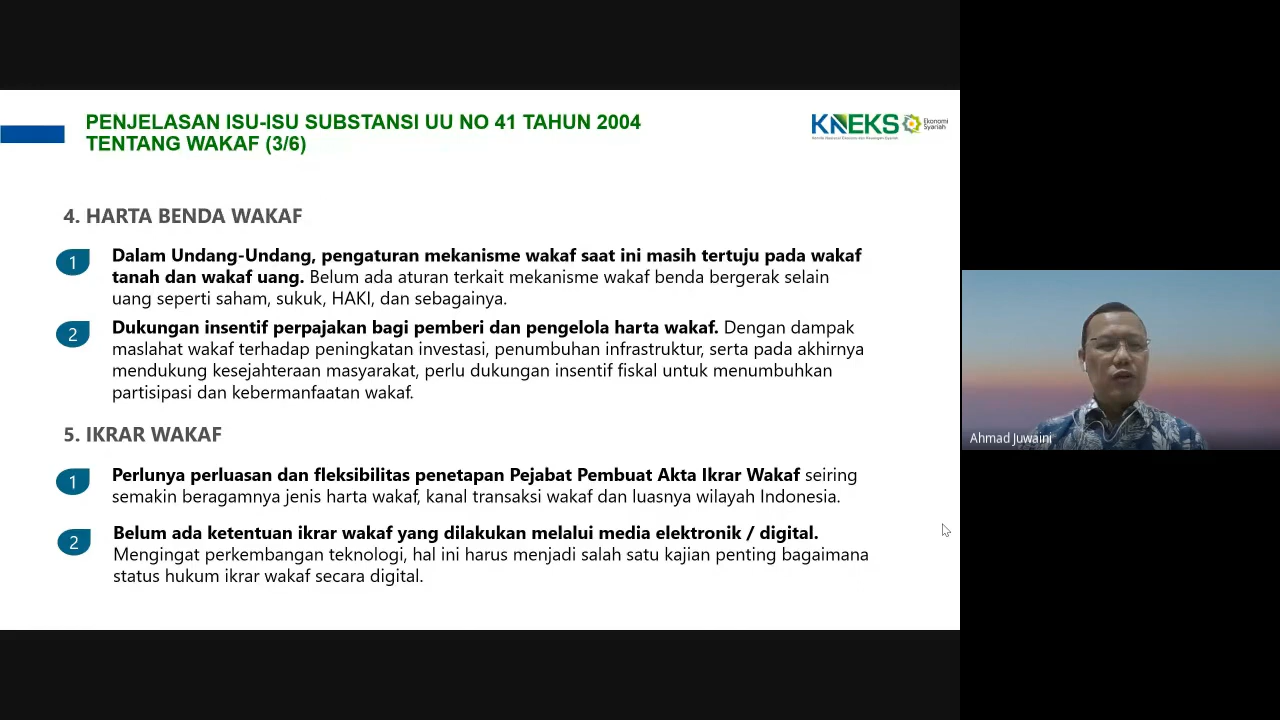 PENJELASAN ISU-ISU SUBSTANSI UU NO 41 TAHUN 2004
TENTANG WAKAF (3/6)
KNEKS
Ekonomi
Syariah
4. HARTA BENDA WAKAF
1
Dalam Undang-Undang, pengaturan mekanisme wakaf saat ini masih tertuju pada wakaf
tanah dan wakaf uang. Belum ada aturan terkait mekanisme wakaf benda bergerak selain
uang seperti saham, sukuk, HAKI, dan sebagainya.
2
Dukungan insentif perpajakan bagi pemberi dan pengelola harta wakaf. Dengan dampak
maslahat wakaf terhadap peningkatan investasi, penumbuhan infrastruktur, serta pada akhirnya
mendukung kesejahteraan masyarakat, perlu dukungan insentif fiskal untuk menumbuhkan
partisipasi dan kebermanfaatan wakaf.
5. IKRAR WAKAF
1
Perlunya perluasan dan fleksibilitas penetapan Pejabat Pembuat Akta Ikrar Wakaf seiring
semakin beragamnya jenis harta wakaf, kanal transaksi wakaf dan luasnya wilayah Indonesia.
2
Belum ada ketentuan ikrar wakaf yang dilakukan melalui media elektronik / digital.
Mengingat perkembangan teknologi, hal ini harus menjadi salah satu kajian penting bagaimana
status hukum ikrar wakaf secara digital.
Ahmad Juwaini